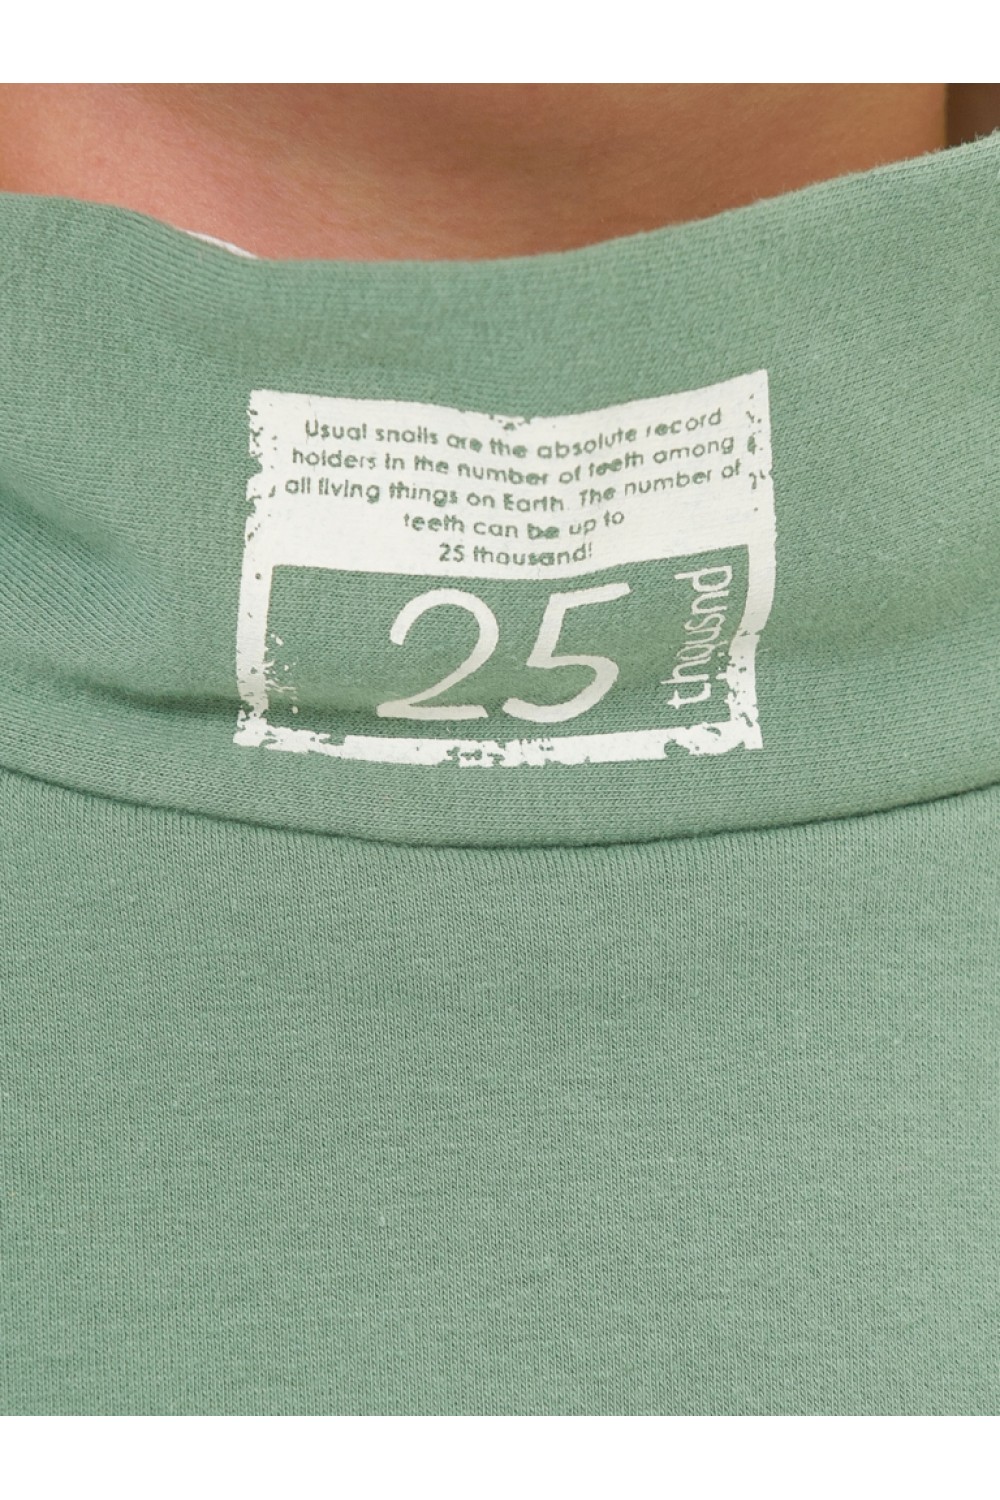 Usual snails are the absolute record
holders in the number of teeth among
all living things on Earth. The number of
teeth can be up to
25 thousand!
25
thousnd